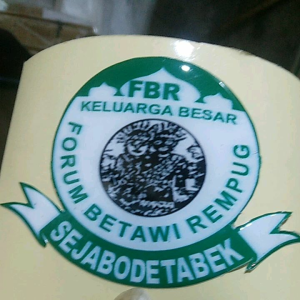 FBR
KELUARGA BESAR
FORUM BETAWI REMPUG
SEJABODETABEK